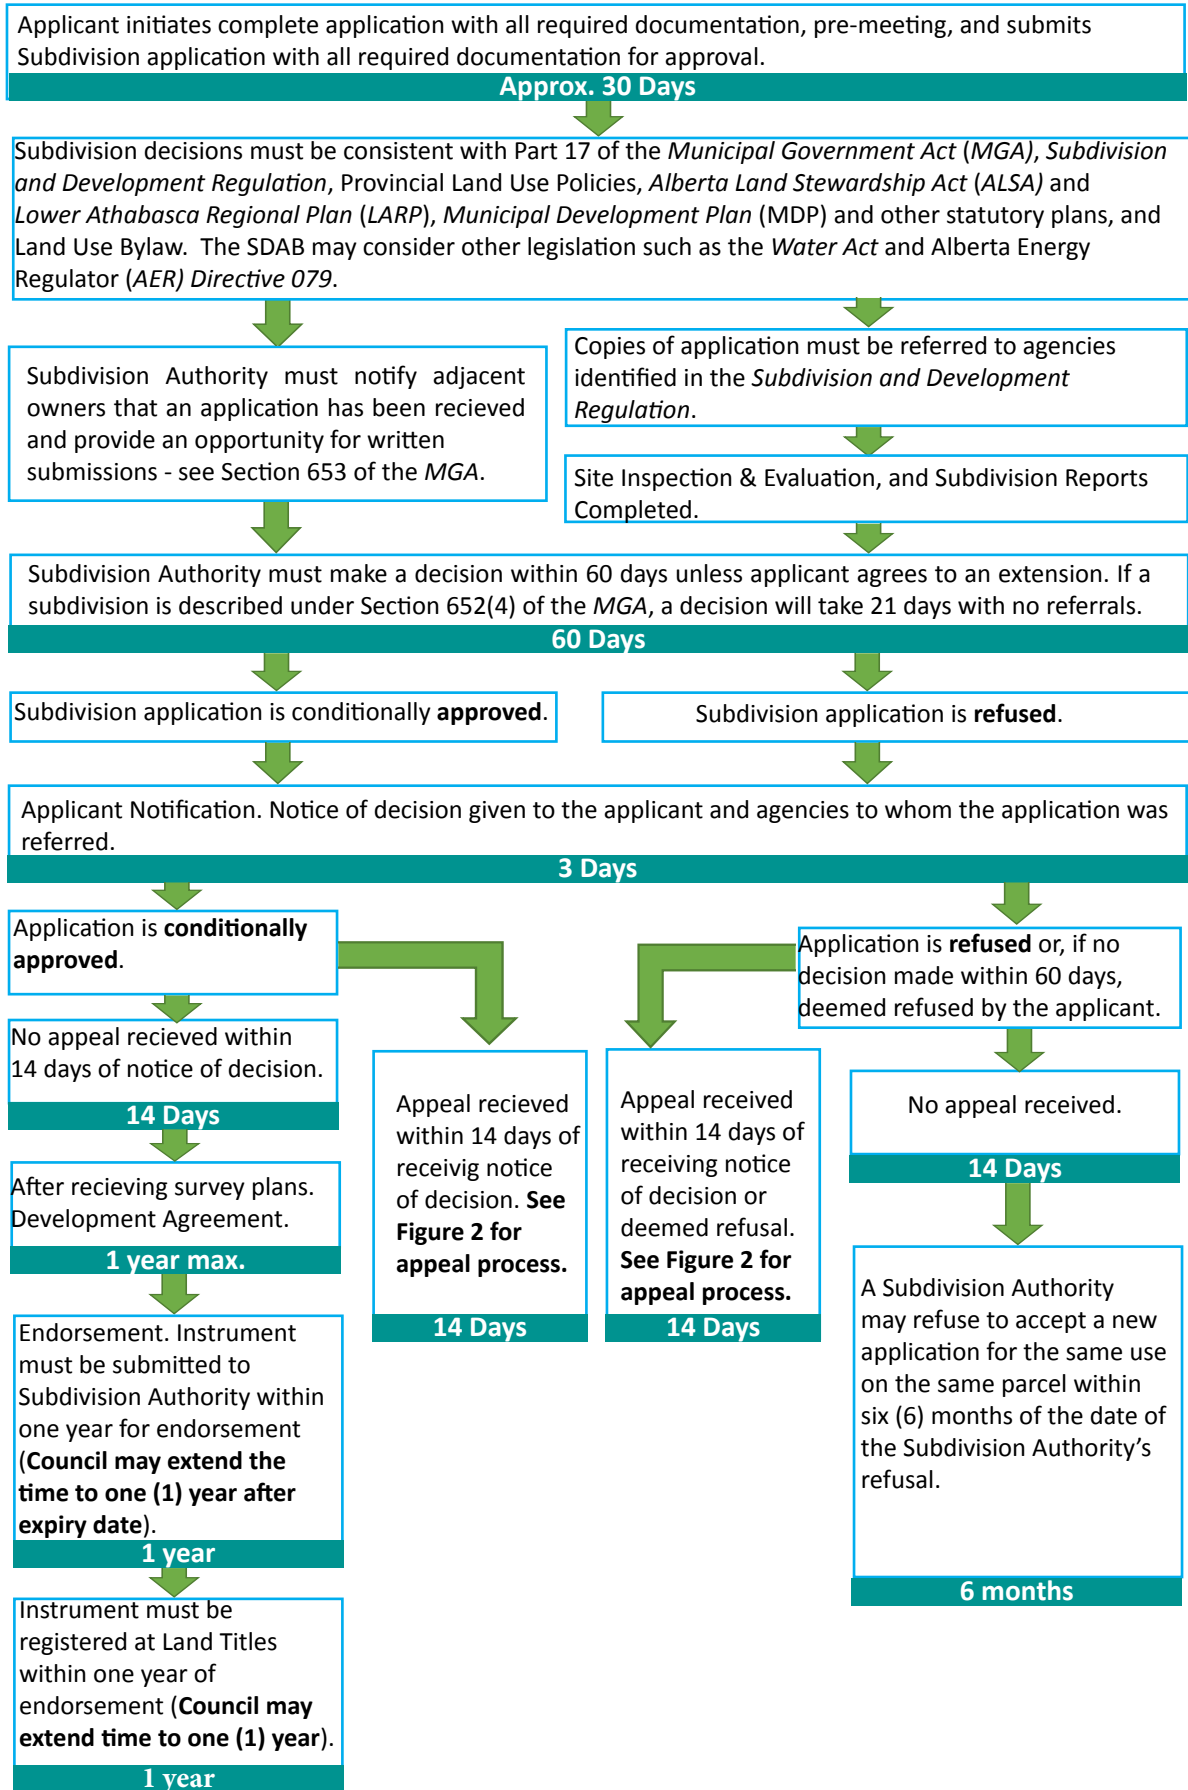 Applicant initiates complete application with all required documentation, pre-meeting, and submits
Subdivision application with all required documentation for approval.
Approx. 30 Days
Subdivision decisions must be consistent with Part 17 of the Municipal Government Act (MGA), Subdivision
and Development Regulation, Provincial Land Use Policies, Alberta Land Stewardship Act (ALSA) and
Lower Athabasca Regional Plan (LARP), Municipal Development Plan (MDP) and other statutory plans, and
Land Use Bylaw. The SDAB may consider other legislation such as the Water Act and Alberta Energy
Regulator (AER) Directive 079.
Subdivision Authority must notify adjacent
owners that an application has been recieved
and provide an opportunity for written
submissions - see Section 653 of the MGA.
Copies of application must be referred to agencies
identified in the Subdivision and Development
Regulation.
Site Inspection & Evaluation, and Subdivision Reports
Completed.
Subdivision Authority must make a decision within 60 days unless applicant agrees to an extension. If a
subdivision is described under Section 652(4) of the MGA, a decision will take 21 days with no referrals.
60 Days
Subdivision application is conditionally approved.
Subdivision application is refused.
Applicant Notification. Notice of decision given to the applicant and agencies to whom the application was
referred.
3 Days
Application is conditionally
approved.
No appeal recieved within
14 days of notice of decision.
14 Days
After recieving survey plans.
Development Agreement.
1 year max.
Endorsement. Instrument
must be submitted to
Subdivision Authority within
one year for endorsement
(Council may extend the
time to one (1) year after
expiry date).
1 year
Instrument must be
registered at Land Titles
within one year of
endorsement (Council may
extend time to one (1) year).
1 year
Appeal recieved
within 14 days of
receivig notice
of decision. See
Figure 2 for
appeal process.
14 Days
Appeal received
within 14 days of
receiving notice
of decision or
deemed refusal.
See Figure 2 for
appeal process.
14 Days
Application is refused or, if no
decision made within 60 days,
deemed refused by the applicant.
No appeal received.
14 Days
A Subdivision Authority
may refuse to accept a new
application for the same use
on the same parcel within
six (6) months of the date of
the Subdivision Authority's
refusal.
6 months